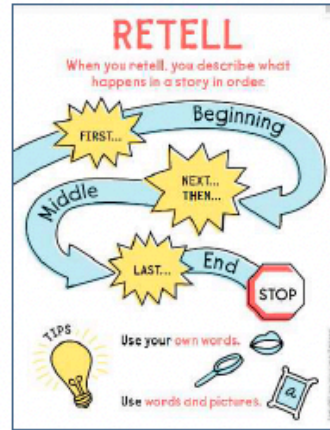 RETELL
When you retell, you describe what
happens in a story in order.
Beginning
FIRST...
NEXT...
THEN...
Middle
LAST...
End
STOP
TIPS
Use your own words.
a
Use words and pictures.